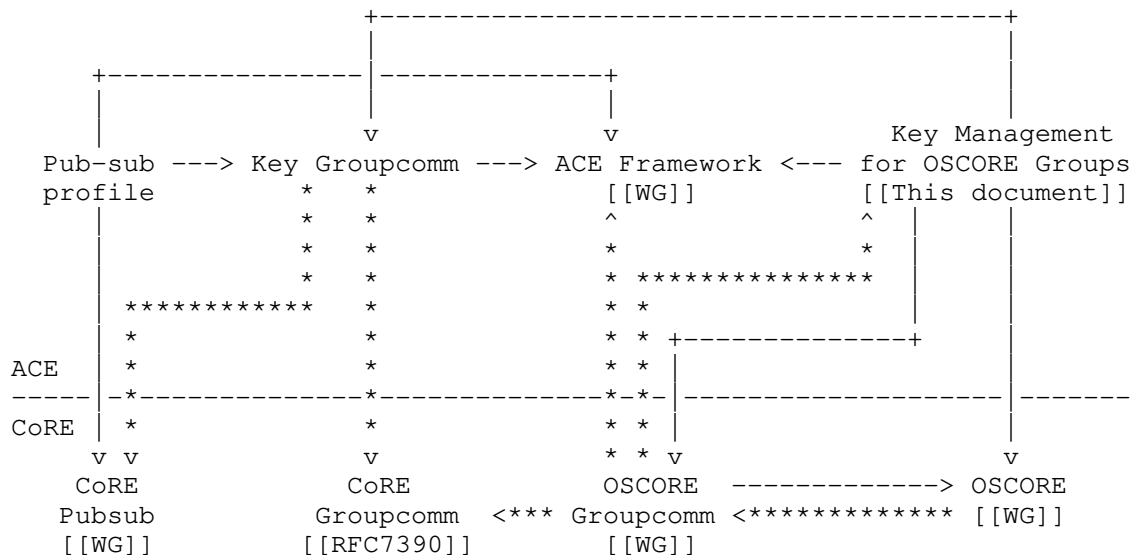 Key Management
Pub-sub ---> Key Groupcomm ---> ACE Framework <--- for OSCORE Groups
profile [[WG]] [[This document]]
ACE
CoRE
CoRE CoRE OSCORE -------------> OSCORE
Pubsub Groupcomm <*** Groupcomm <************* [[WG]]
[[WG]] [[RFC7390]] [[WG]]